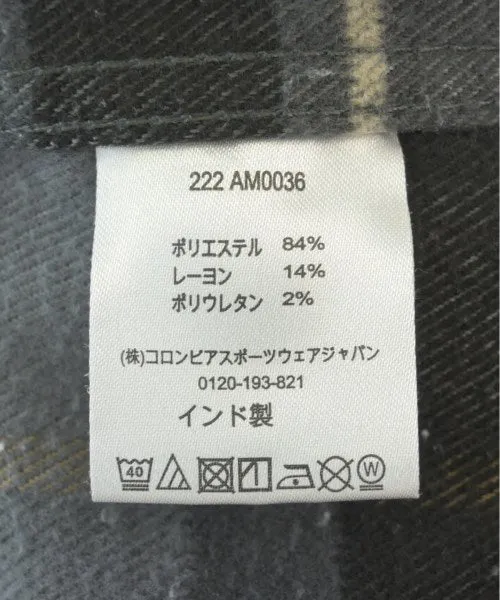 222 AM0036
ポリエステル 84%
レーヨン 14%
ポリウレタン 2%
(株)コロンビアスポーツウェアジャパン
0120-193-821
インド製
40 W